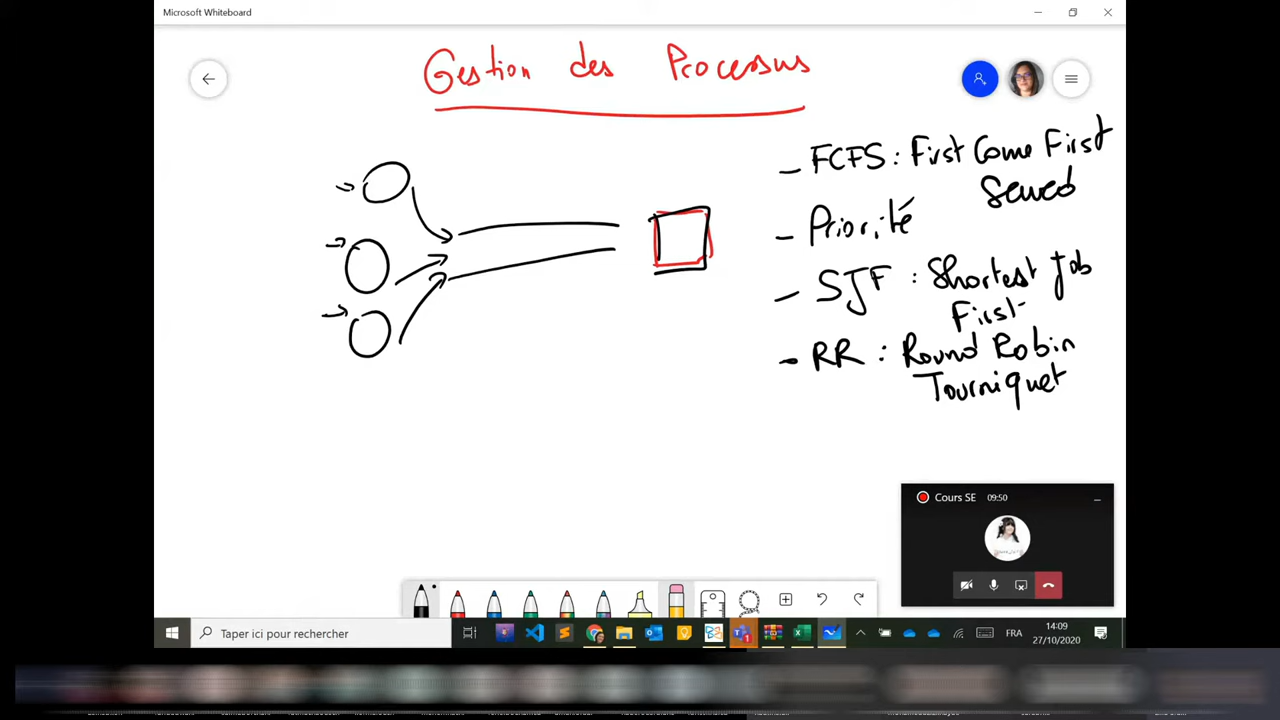 Microsoft Whiteboard
Gestion des Processus
- FCFS : First Come First
Served
- Priorité
- SJF : Shortest Job
First
- RR : Round Robin
Tourniquet
Cours SE 09:50
Taper ici pour rechercher
FRA
14:09
27/10/2020